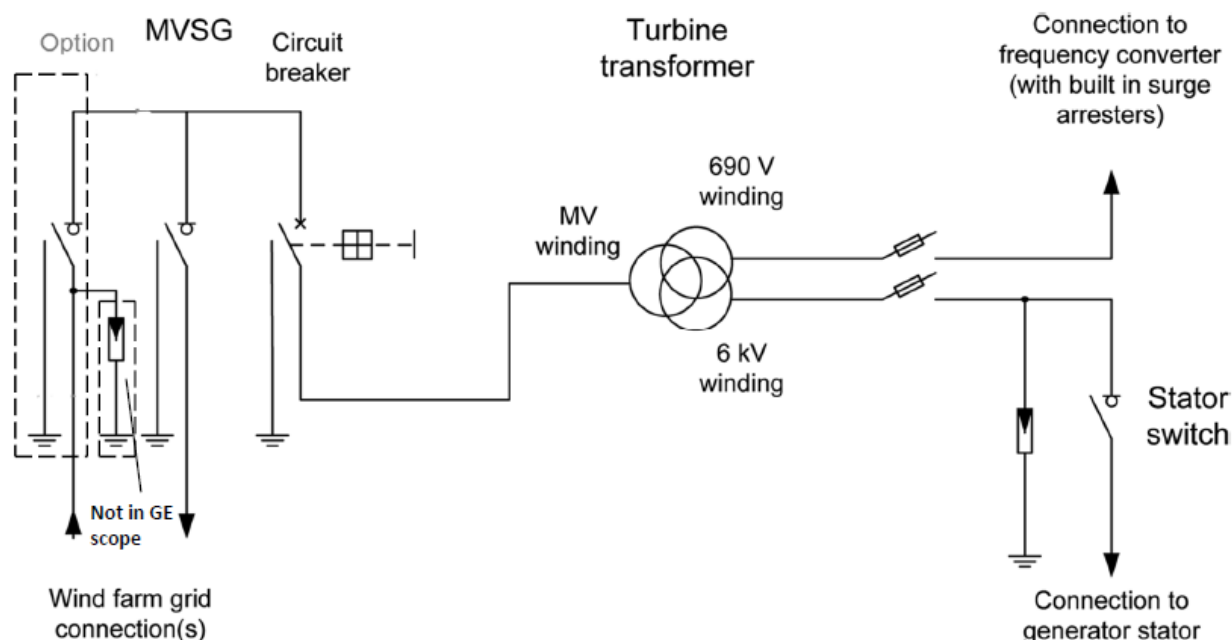 Option
MVSG
Circuit
breaker
Turbine
transformer
Connection to
frequency converter
(with built in surge
arresters)
690 V
winding
MV
winding
6 kV
winding
Stator
switch
Not in GE
scope
Wind farm grid
connection(s)
Connection to
generator stator